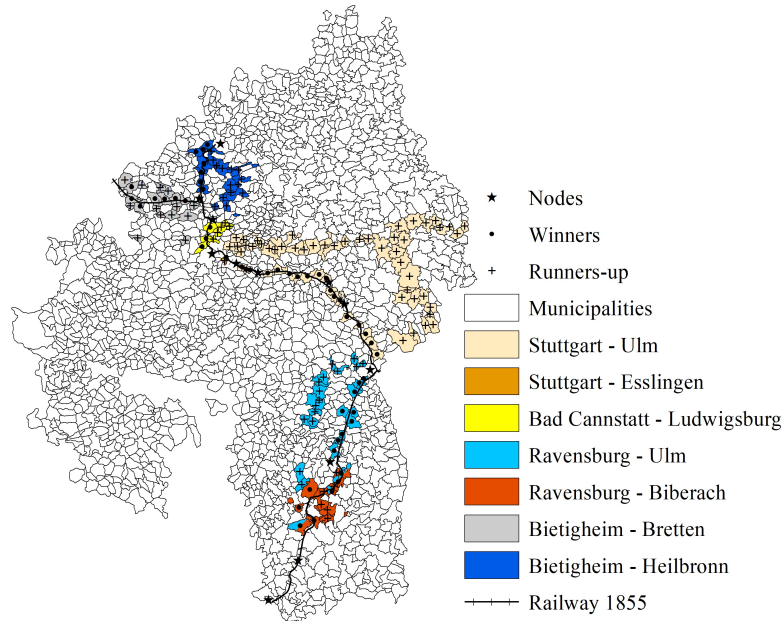 Nodes
Winners
Runners-up
Municipalities
Stuttgart - Ulm
Stuttgart - Esslingen
Bad Cannstatt - Ludwigsburg
Ravensburg - Ulm
Ravensburg - Biberach
Bietigheim - Bretten
Bietigheim - Heilbronn
Railway 1855